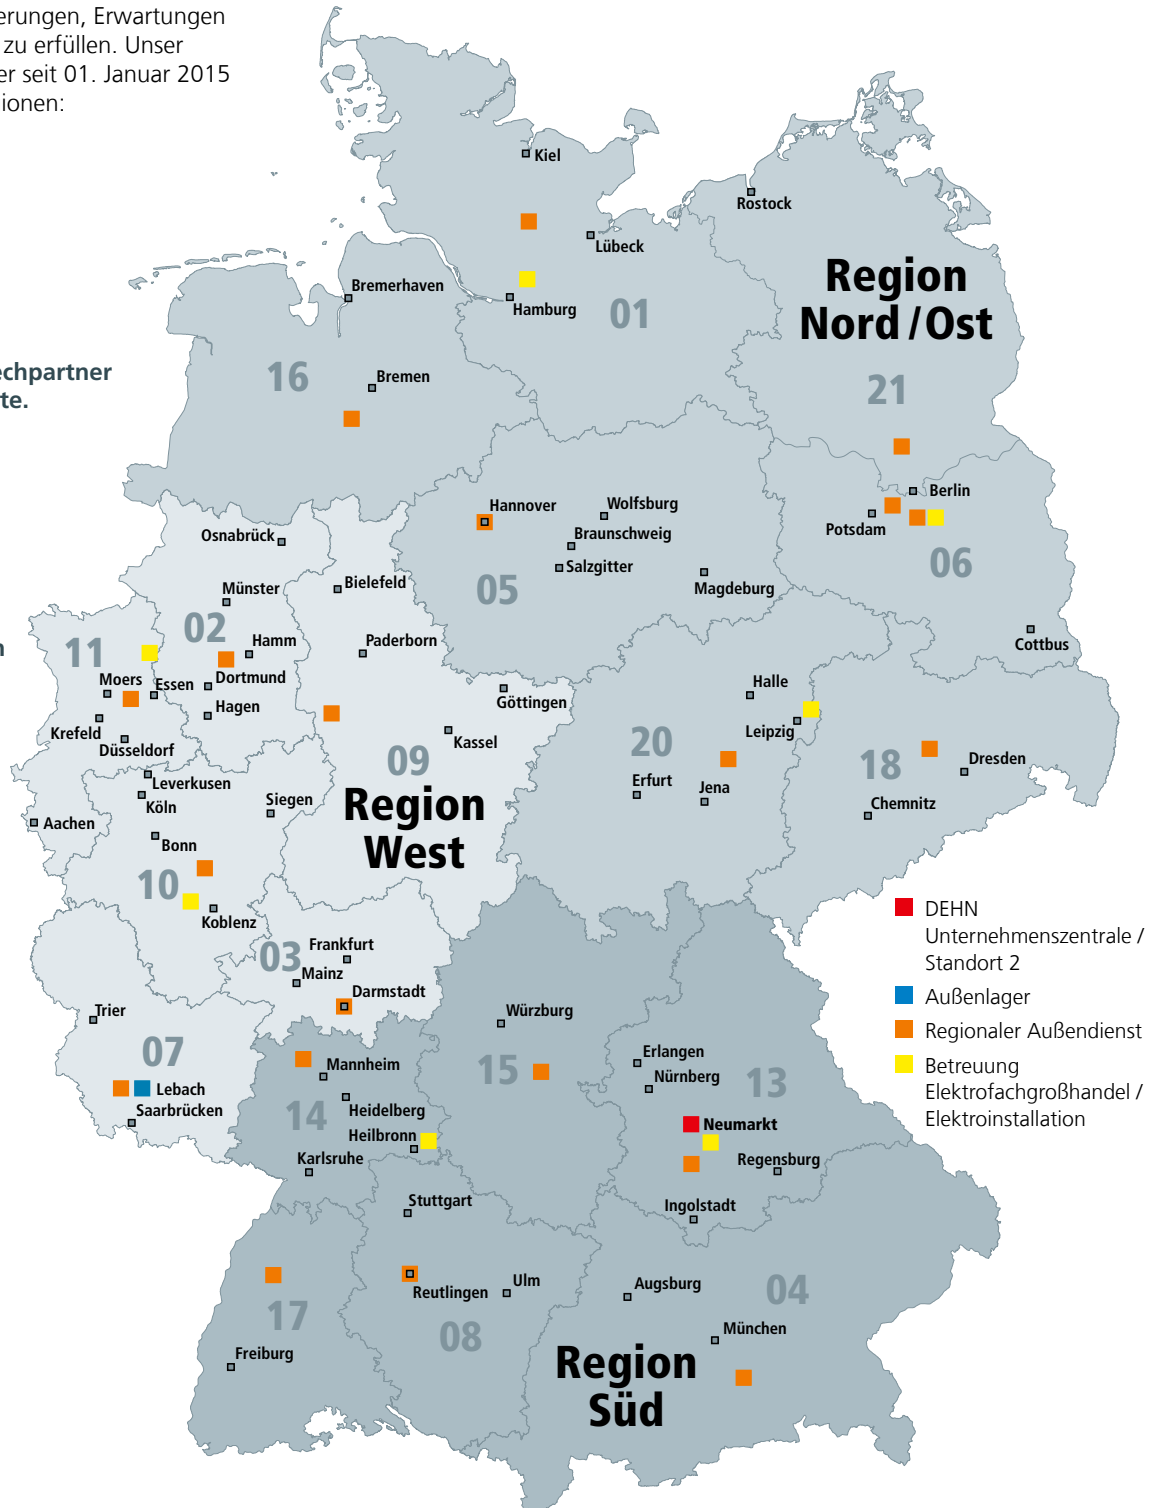 erungen, Erwartungen
zu erfüllen. Unser
er seit 01. Januar 2015
ionen:
Kiel
Rostock
Lübeck
Region
Nord / Ost
Bremerhaven
Hamburg
01
echpartner
te.
16
Bremen
21
Hannover
Wolfsburg
Berlin
Osnabrück
Braunschweig
Potsdam
Salzgitter
06
Münster
Bielefeld
05
Magdeburg
02
n
11
Hamm
Paderborn
Cottbus
Moers
Essen
Dortmund
Halle
Göttingen
Krefeld
Hagen
Leipzig
Düsseldorf
Kassel
20
09
18
Dresden
Leverkusen
Erfurt
Jena
Köln
Siegen
Region
West
Chemnitz
Aachen
Bonn
10
Koblenz
DEHN
Unternehmenszentrale /
Standort 2
Frankfurt
03
Mainz
Darmstadt
Außenlager
Trier
Würzburg
Regionaler Außendienst
07
Erlangen
Mannheim
15
Nürnberg
13
Betreuung
Elektrofachgroßhandel /
Elektroinstallation
Lebach
Saarbrücken
14
Heidelberg
Neumarkt
Heilbronn
Karlsruhe
Regensburg
Stuttgart
Ingolstadt
Reutlingen
Ulm
Augsburg
04
17
08
München
Freiburg
Region
Süd